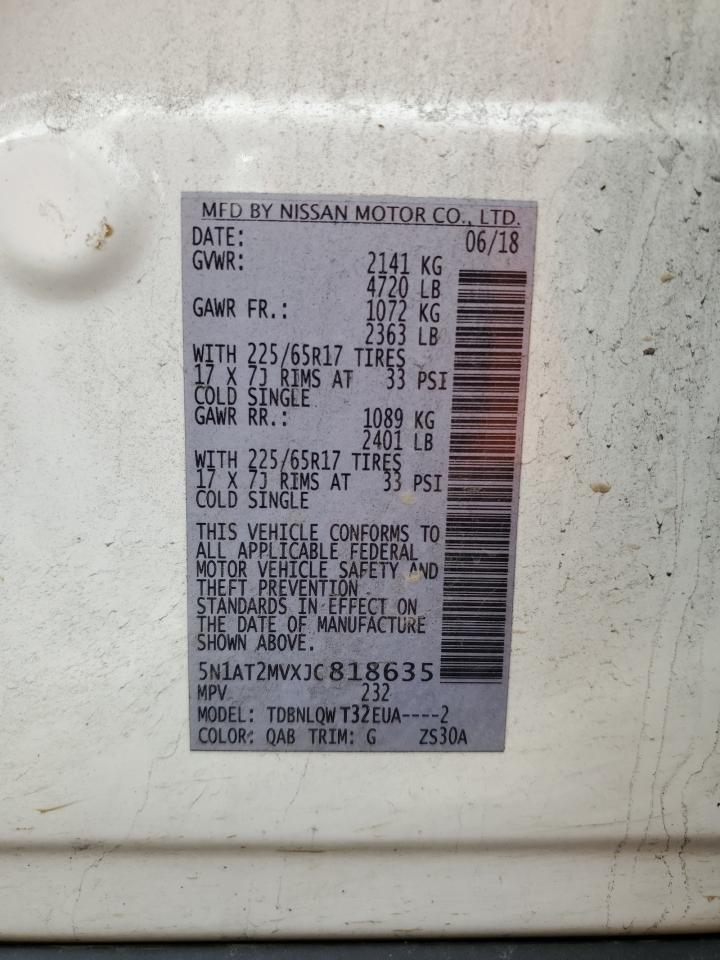 MFD BY NISSAN MOTOR CO., LTD.
DATE: 06/18
GVWR: 2141 KG
4720 LB
GAWR FR.: 1072 KG
2363 LB
WITH 225/65R17 TIRES
17 X 7J RIMS AT 33 PSI
COLD SINGLE
GAWR RR.: 1089 KG
2401 LB
WITH 225/65R17 TIRES
17 X 7J RIMS AT 33 PSI
COLD SINGLE
THIS VEHICLE CONFORMS TO
ALL APPLICABLE FEDERAL
MOTOR VEHICLE SAFETY AND
THEFT PREVENTION
STANDARDS IN EFFECT ON
THE DATE OF MANUFACTURE
SHOWN ABOVE.
5N1AT2MVXJC818635
MPV 232
MODEL: TDBNLQW T32EUA----2
COLOR: QAB TRIM: G ZS30A